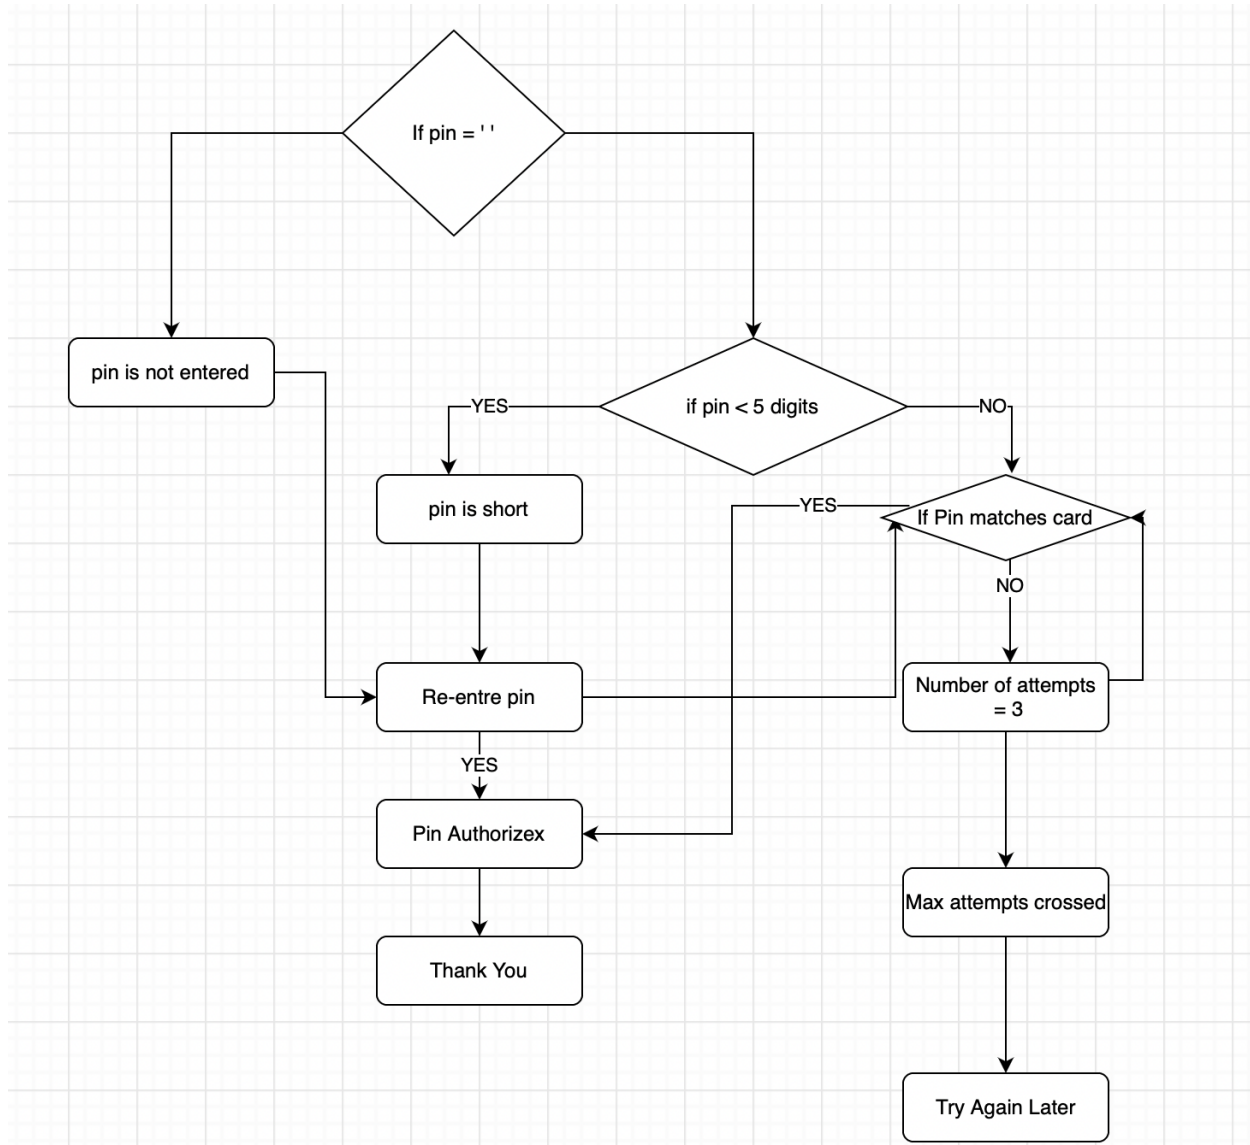 If pin = ' '
pin is not entered
if pin < 5 digits
YES
NO
pin is short
YES
If Pin matches card
NO
Re-entre pin
Number of attempts
= 3
YES
Pin Authorizex
Max attempts crossed
Thank You
Try Again Later